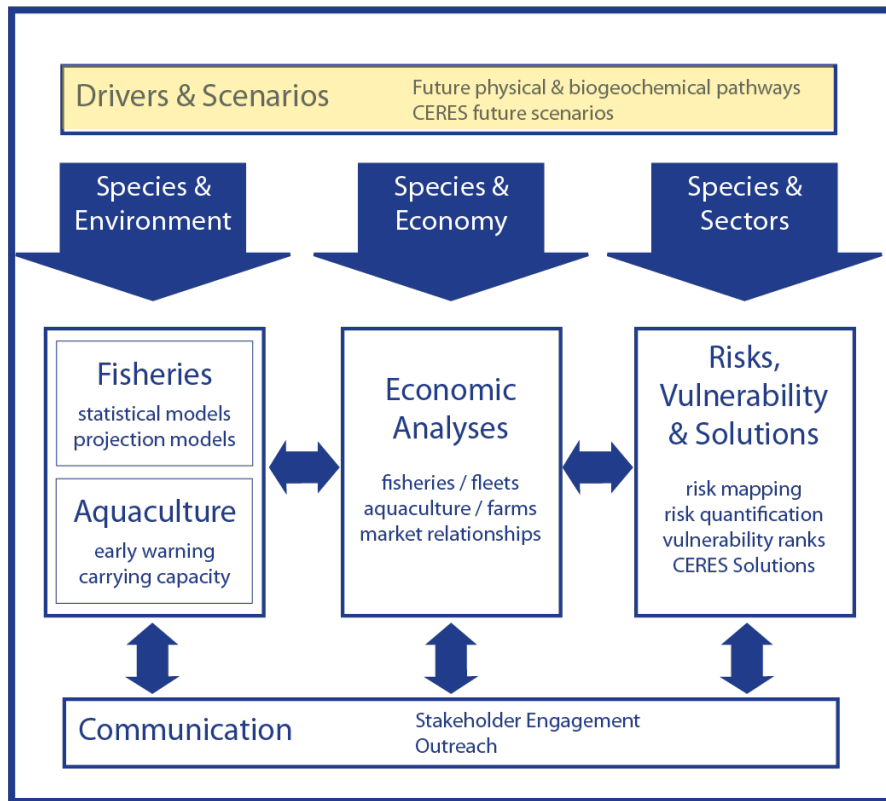 Drivers & Scenarios
Future physical & biogeochemical pathways
CERES future scenarios
Species &
Environment
Species &
Economy
Species &
Sectors
Fisheries
statistical models
projection models
Aquaculture
early warning
carrying capacity
Economic
Analyses
fisheries / fleets
aquaculture / farms
market relationships
Risks,
Vulnerability
& Solutions
risk mapping
risk quantification
vulnerability ranks
CERES Solutions
Communication
Stakeholder Engagement
Outreach